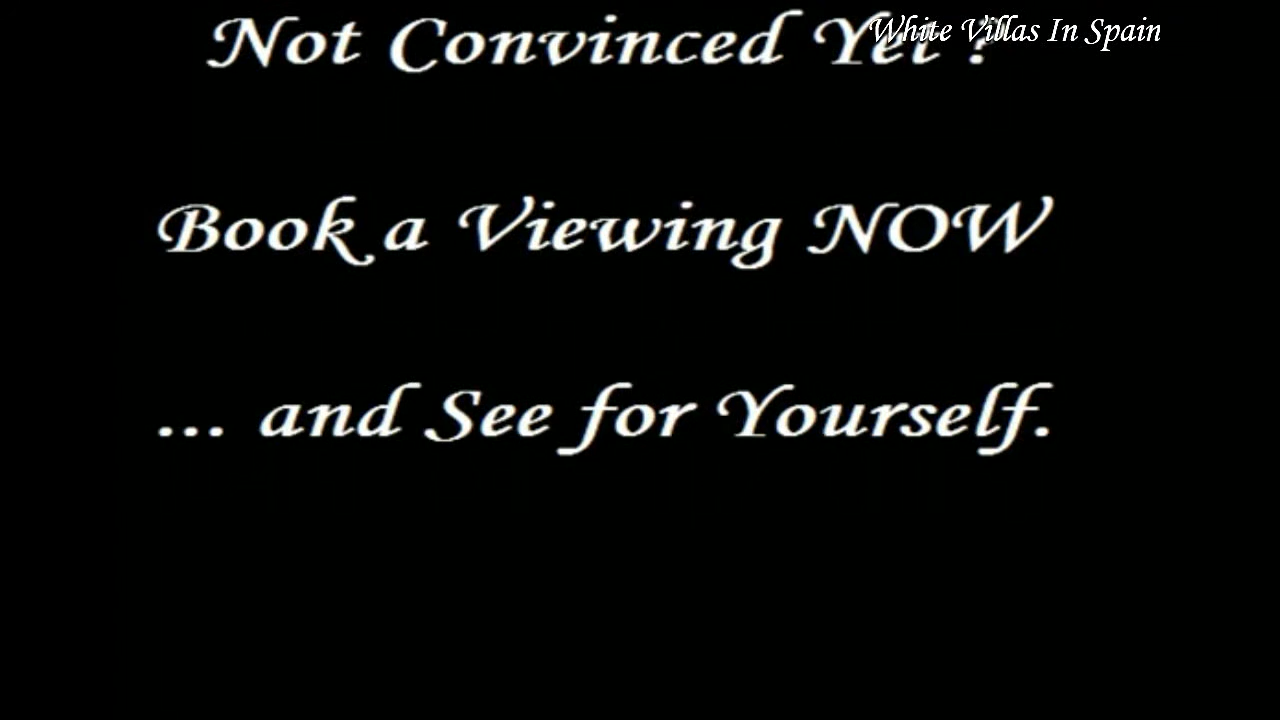 Not Convinced Yet ?
White Villas In Spain
Book a Viewing NOW
... and See for Yourself.